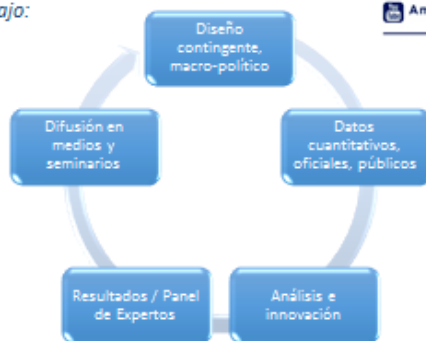 ajo:
Diseño
contingente,
macro-político
Datos
cuantitativos,
oficiales, públicos
Análisis e
innovación
Resultados / Panel
de Expertos
Difusión en
medios y
seminarios